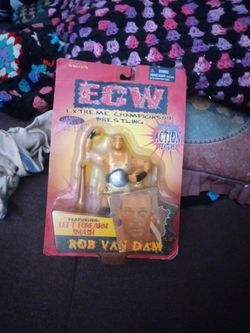 ECW
EXTREME CHAMPIONSHIP
WRESTLING
ACTION
FEATURING:
LEFT FOREARM
SMASH
ROB VAN DAM